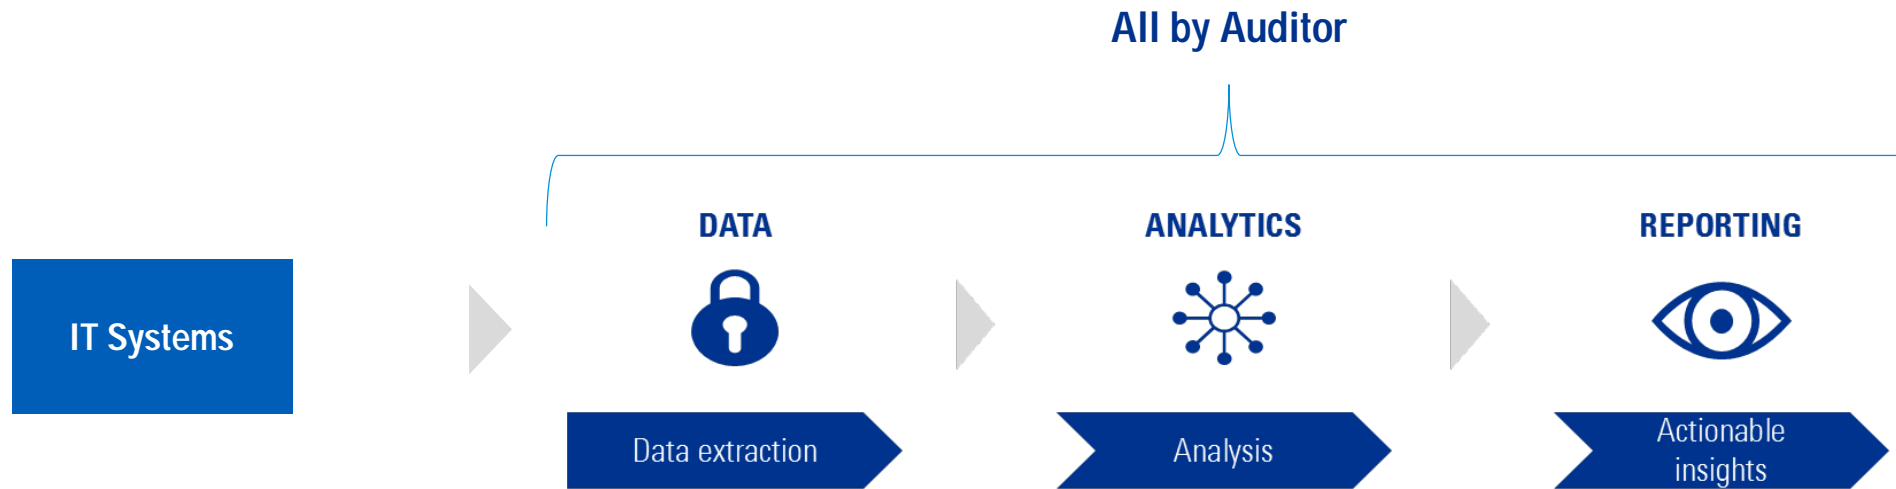 All by Auditor
DATA
ANALYTICS
REPORTING
IT Systems
Data extraction
Analysis
Actionable
insights